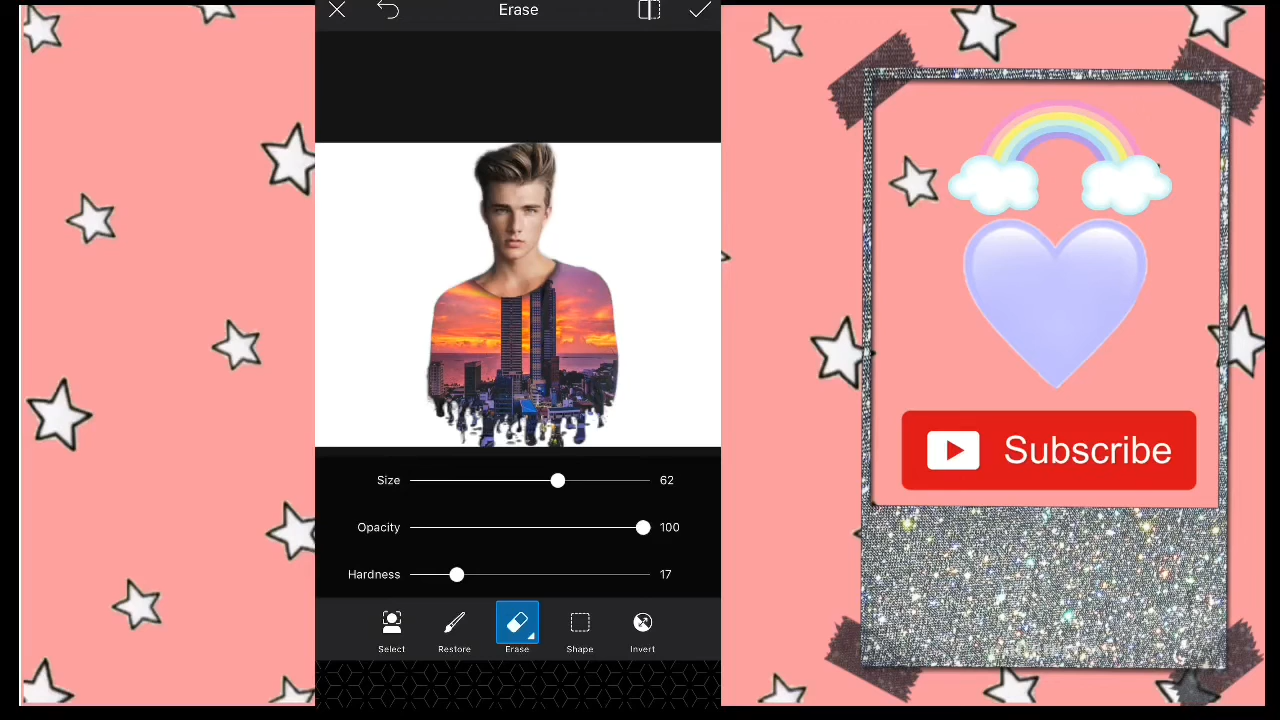 Erase
Size 62
Opacity 100
Hardness 17
Select Restore Erase Shape Invert
Subscribe